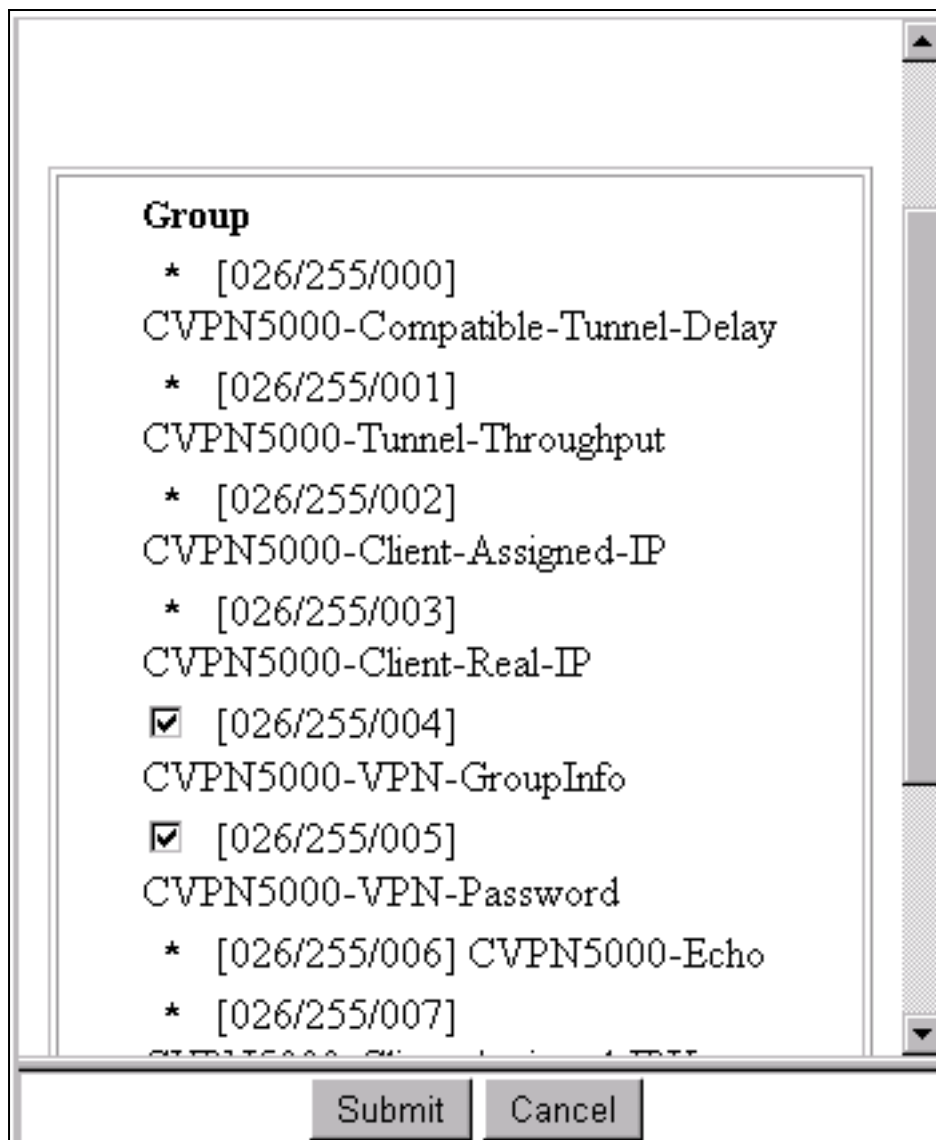 Group
* [026/255/000]
CVPN5000-Compatible-Tunnel-Delay
* [026/255/001]
CVPN5000-Tunnel-Throughput
* [026/255/002]
CVPN5000-Client-Assigned-IP
* [026/255/003]
CVPN5000-Client-Real-IP
[026/255/004]
CVPN5000-VPN-GroupInfo
[026/255/005]
CVPN5000-VPN-Password
* [026/255/006] CVPN5000-Echo
* [026/255/007]
Submit Cancel